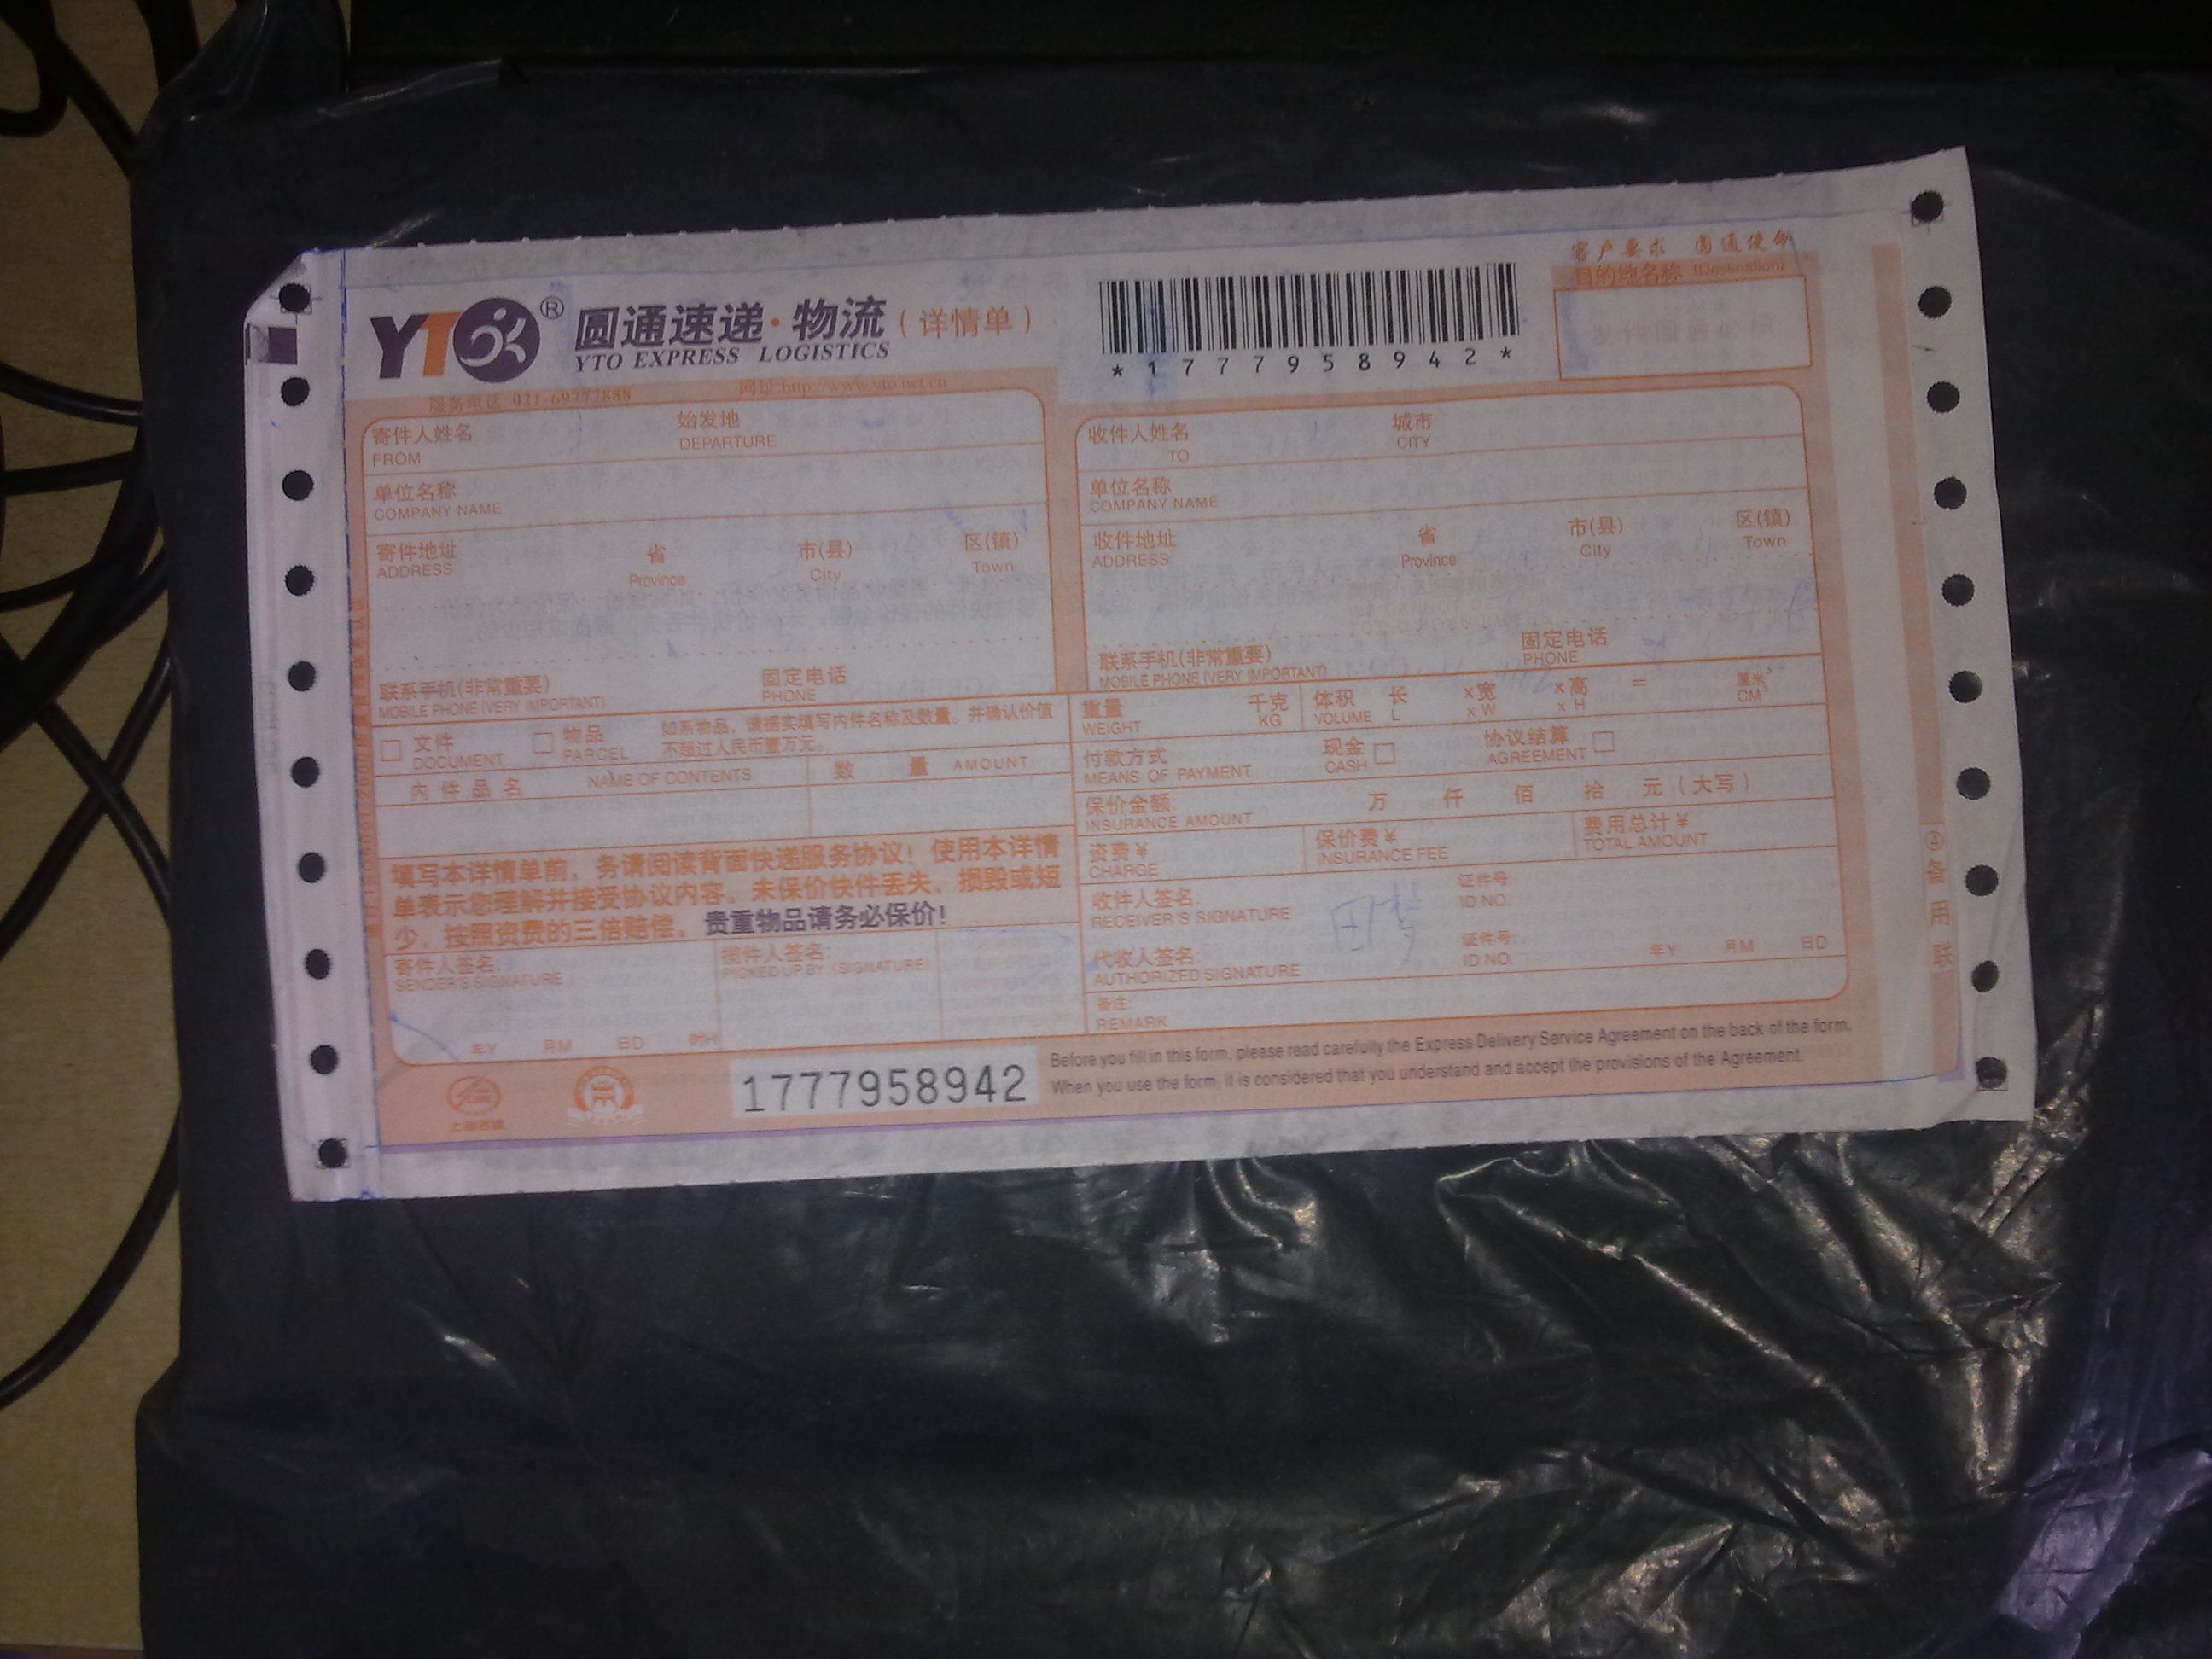 YTO® 圆通速递·物流(详情单)
YTO EXPRESS LOGISTICS
服务电话: 021-69777888 网址:http://www.yto.net.cn
*1777958942*
客户要求 圆通使命
目的地名称 (Destination)
寄件人姓名 始发地
FROM DEPARTURE
单位名称
COMPANY NAME
寄件地址 省 市(县) 区(镇)
ADDRESS Province City Town
联系手机(非常重要) 固定电话
MOBILE PHONE (VERY IMPORTANT) PHONE
收件人姓名 城市
TO CITY
单位名称
COMPANY NAME
收件地址 省 市(县) 区(镇)
ADDRESS Province City Town
联系手机(非常重要) 固定电话
MOBILE PHONE (VERY IMPORTANT) PHONE
文件 物品 如系物品，请据实填写内件名称及数量。并确认价值
DOCUMENT PARCEL 不超过人民币壹万元。
内件品名 NAME OF CONTENTS 数量 AMOUNT
填写本详情单前，务请阅读背面快递服务协议！使用本详情
单表示您理解并接受协议内容。未保价快件丢失、损毁或短
少，按照资费的三倍赔偿。贵重物品请务必保价！
寄件人签名: 揽件人签名:
SENDER'S SIGNATURE PICKED UP BY (SIGNATURE)
年Y 月M 日D 时H
重量 千克 体积 长 x宽 x高 = 厘米³
WEIGHT KG VOLUME L x W x H CM³
付款方式 现金 协议结算
MEANS OF PAYMENT CASH AGREEMENT
保价金额 万 仟 佰 拾 元(大写)
INSURANCE AMOUNT
资费¥ 保价费¥ 费用总计¥
CHARGE INSURANCE FEE TOTAL AMOUNT
收件人签名: 证件号:
RECEIVER'S SIGNATURE ID NO.
代收人签名: 证件号: 年Y 月M 日D
AUTHORIZED SIGNATURE ID NO.
备注:
REMARK
④备用联
1777958942
Before you fill in this form, please read carefully the Express Delivery Service Agreement on the back of the form.
When you use the form, it is considered that you understand and accept the provisions of the Agreement.